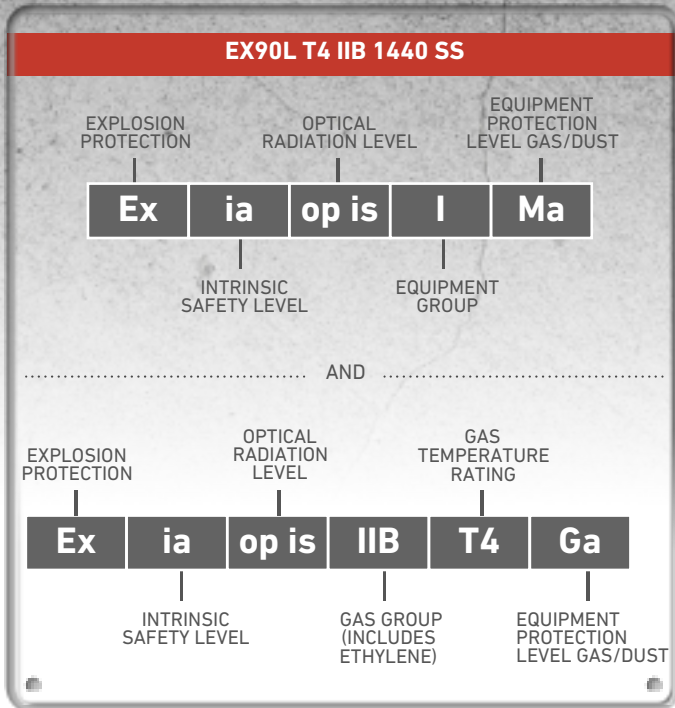 EX90L T4 IIB 1440 SS
EXPLOSION
PROTECTION
OPTICAL
RADIATION LEVEL
EQUIPMENT
PROTECTION
LEVEL GAS/DUST
Ex ia op is I Ma
INTRINSIC
SAFETY LEVEL
EQUIPMENT
GROUP
AND
EXPLOSION
PROTECTION
OPTICAL
RADIATION
LEVEL
GAS
TEMPERATURE
RATING
Ex ia op is IIB T4 Ga
INTRINSIC
SAFETY LEVEL
GAS GROUP
(INCLUDES
ETHYLENE)
EQUIPMENT
PROTECTION
LEVEL GAS/DUST